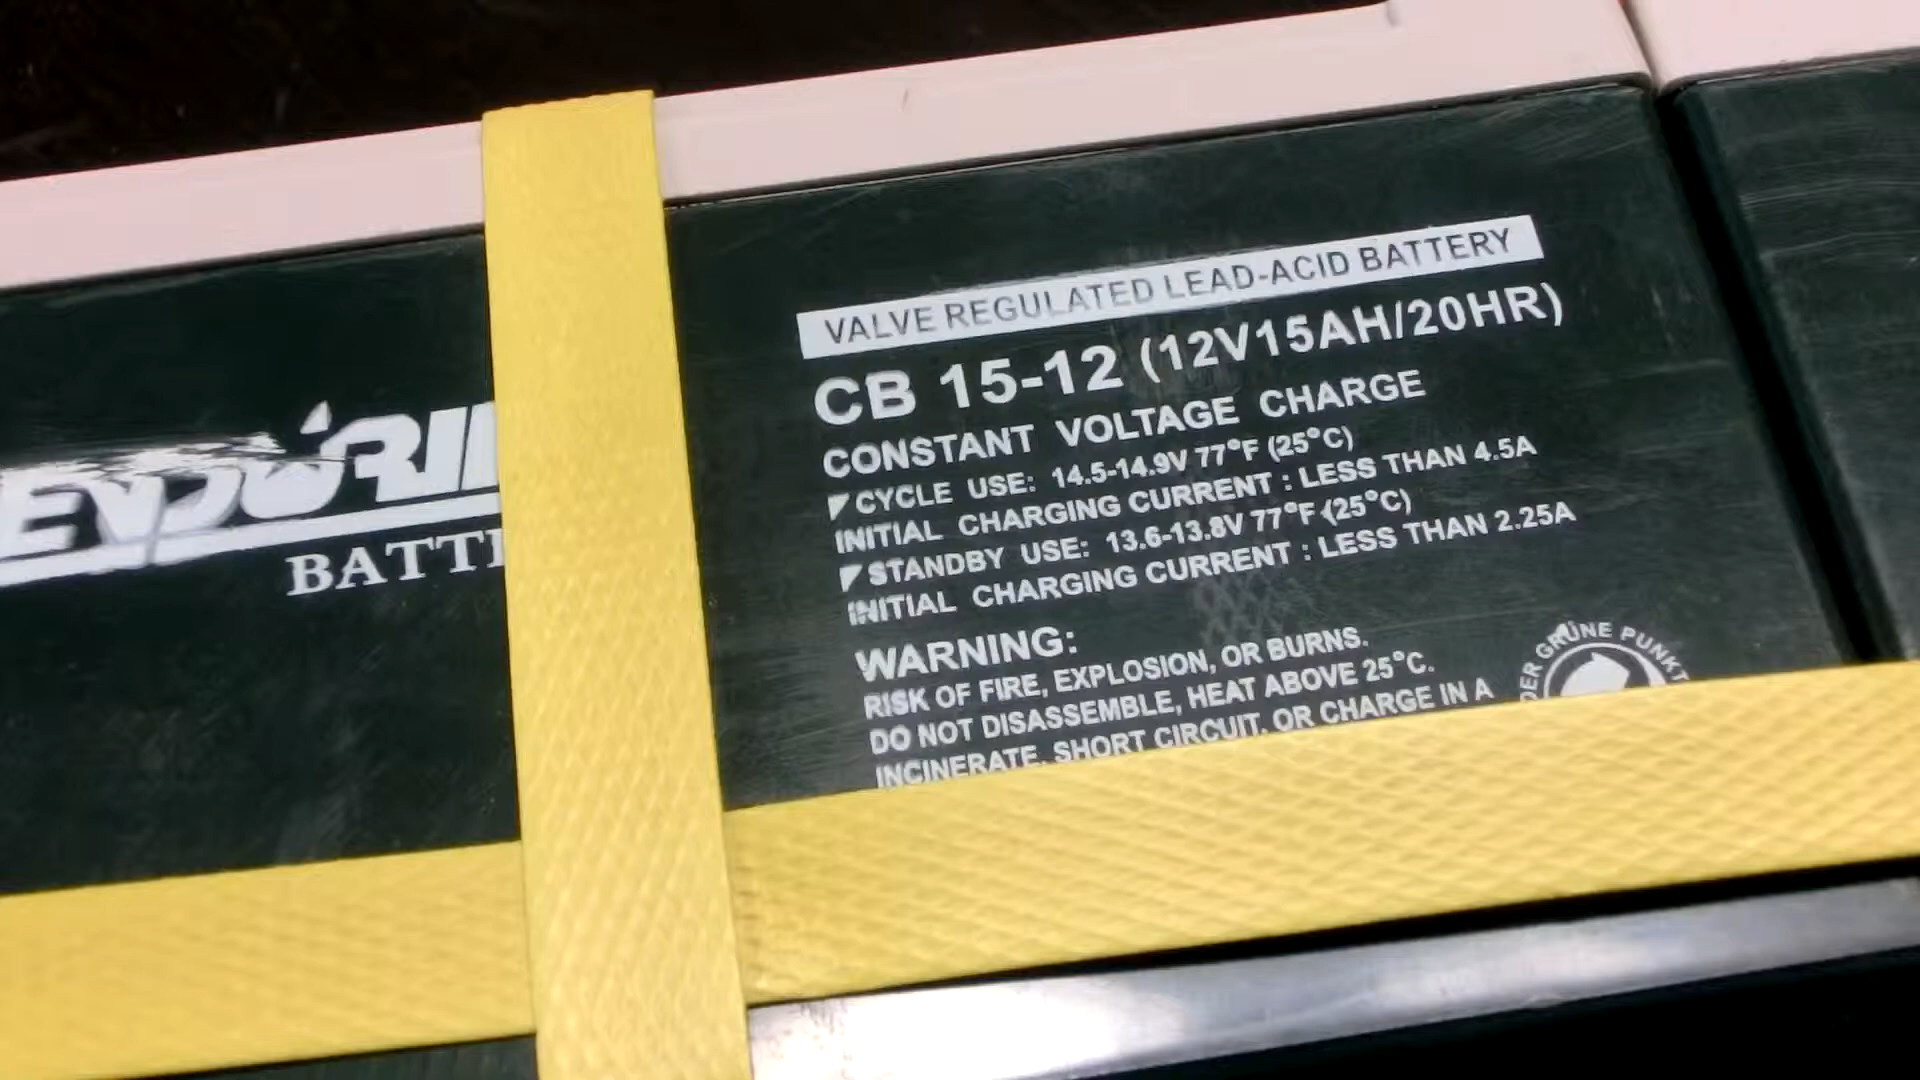 BATT
VALVE REGULATED LEAD-ACID BATTERY
CB 15-12 (12V15AH/20HR)
CONSTANT VOLTAGE CHARGE
CYCLE USE: 14.5-14.9V 77°F (25°C)
INITIAL CHARGING CURRENT : LESS THAN 4.5A
STANDBY USE: 13.6-13.8V 77°F (25°C)
INITIAL CHARGING CURRENT : LESS THAN 2.25A
WARNING:
RISK OF FIRE, EXPLOSION, OR BURNS.
DO NOT DISASSEMBLE, HEAT ABOVE 25°C.
INCINERATE, SHORT CIRCUIT, OR CHARGE IN A
DER GRÜNE PUNKT